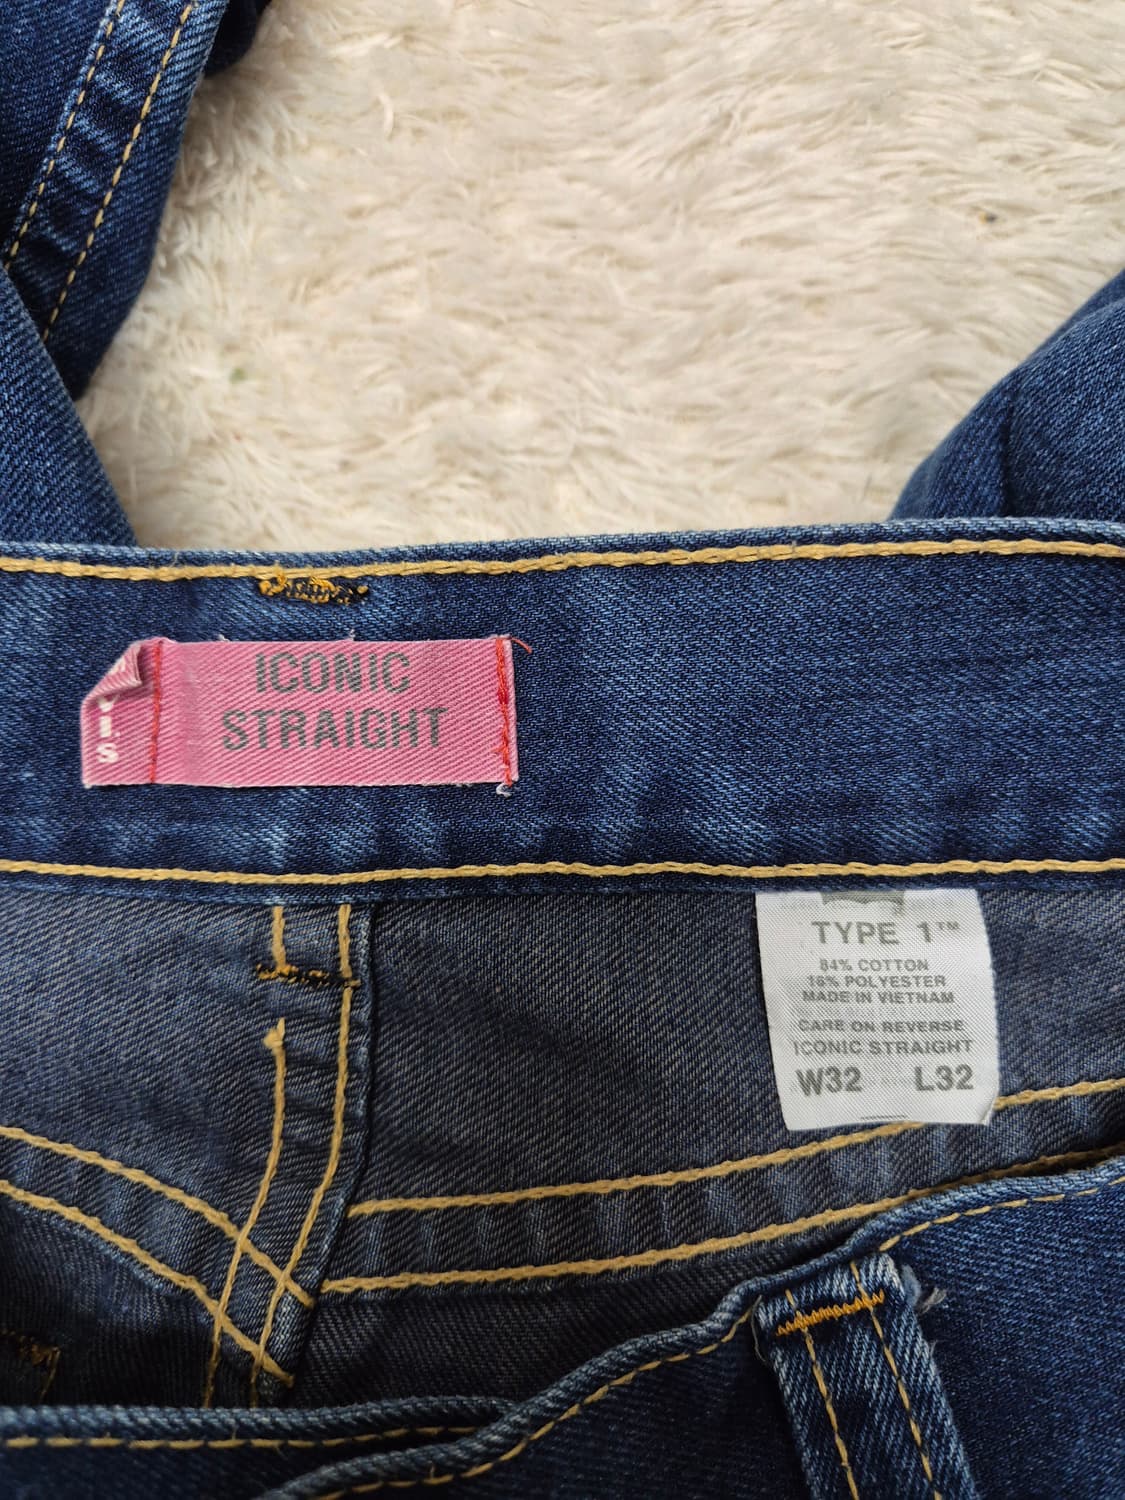 ICONIC
STRAIGHT
TYPE 1™
84% COTTON
16% POLYESTER
MADE IN VIETNAM
CARE ON REVERSE
ICONIC STRAIGHT
W32 L32